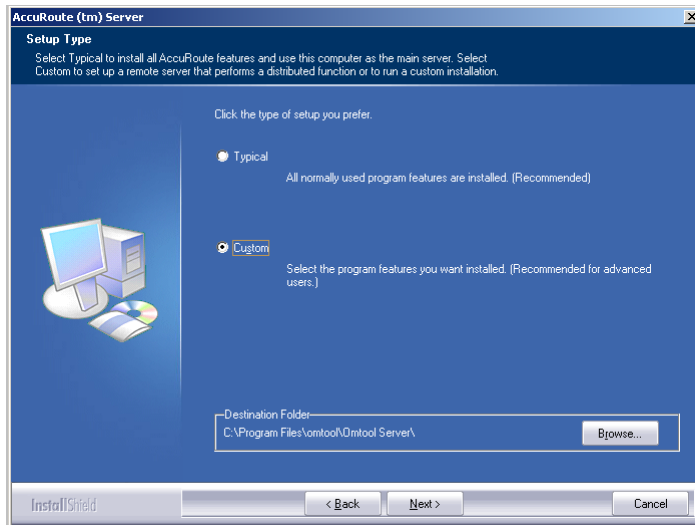 AccuRoute (tm) Server
Setup Type
Select Typical to install all AccuRoute features and use this computer as the main server. Select
Custom to set up a remote server that performs a distributed function or to run a custom installation.
Click the type of setup you prefer.
Typical
All normally used program features are installed. (Recommended)
Custom
Select the program features you want installed. (Recommended for advanced
users.)
Destination Folder
C:\Program Files\omtool\Omtool Server\
Browse...
InstallShield
< Back
Next >
Cancel